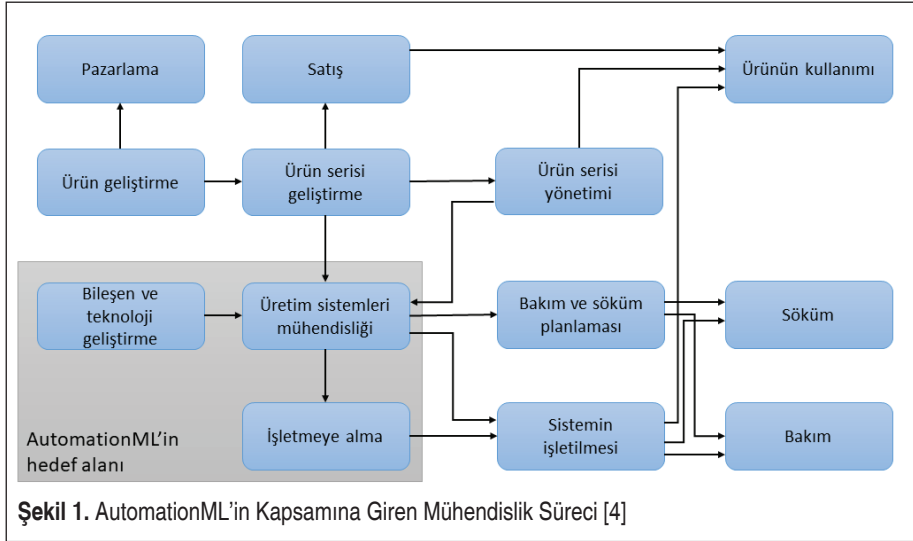 Pazarlama
Satış
Ürünün kullanımı
Ürün geliştirme
Ürün serisi
geliştirme
Ürün serisi
yönetimi
Bileşen ve
teknoloji
geliştirme
Üretim sistemleri
mühendisliği
Bakım ve söküm
planlaması
Söküm
AutomationML'in
hedef alanı
İşletmeye alma
Sistemin
işletilmesi
Bakım
Şekil 1. AutomationML'in Kapsamına Giren Mühendislik Süreci [4]